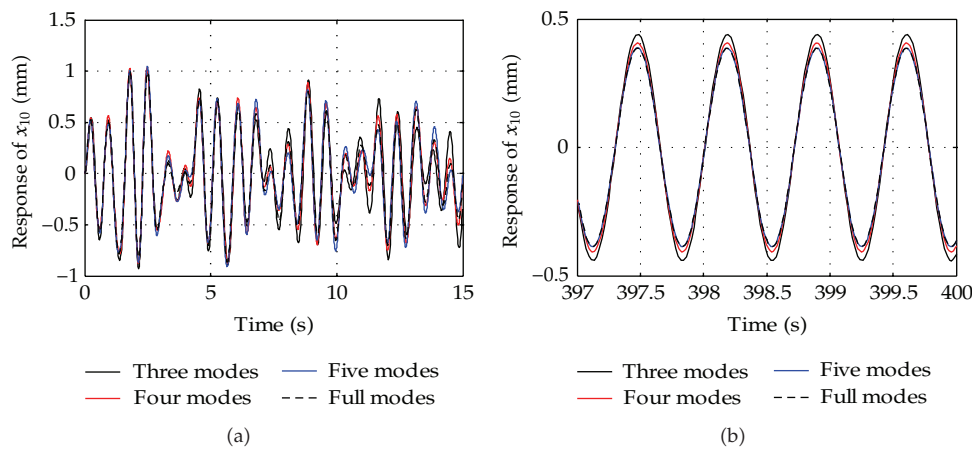 1.5
1
0.5
0
−0.5
−1
Response of x10 (mm)
0 5 10 15
Time (s)
Three modes
Four modes
Five modes
Full modes
(a)
0.5
0
−0.5
Response of x10 (mm)
397 397.5 398 398.5 399 399.5 400
Time (s)
Three modes
Four modes
Five modes
Full modes
(b)